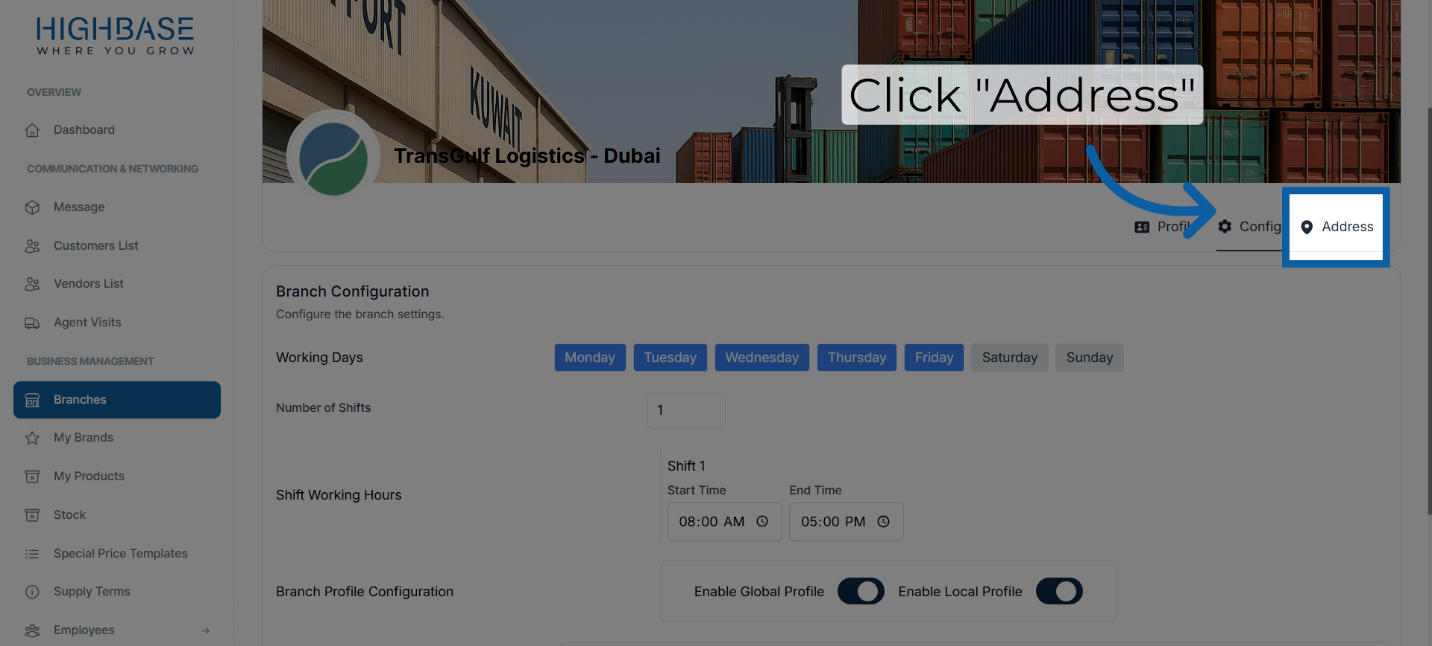 HIGHBASE
WHERE YOU GROW
OVERVIEW
Dashboard
COMMUNICATION & NETWORKING
Message
Customers List
Vendors List
Agent Visits
BUSINESS MANAGEMENT
Branches
My Brands
My Products
Stock
Special Price Templates
Supply Terms
Employees
KUWAIT
TransGulf Logistics - Dubai
Click "Address"
Profil
Config
Address
Branch Configuration
Configure the branch settings.
Working Days
Monday Tuesday Wednesday Thursday Friday Saturday Sunday
Number of Shifts
1
Shift 1
Shift Working Hours
Start Time End Time
08:00 AM 05:00 PM
Branch Profile Configuration
Enable Global Profile Enable Local Profile